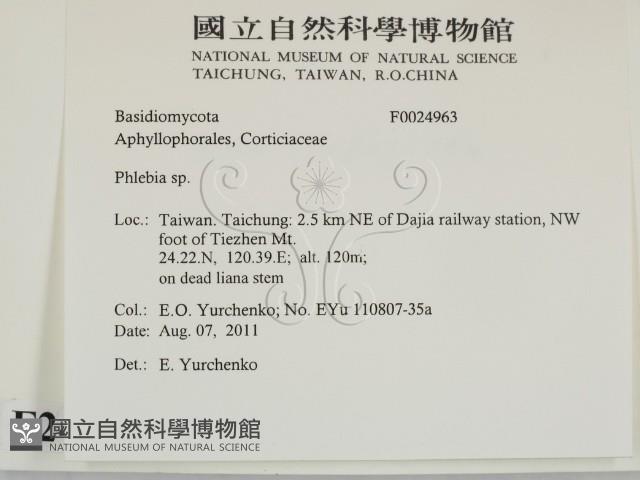 國立自然科學博物館
NATIONAL MUSEUM OF NATURAL SCIENCE
TAICHUNG, TAIWAN, R.O.CHINA
Basidiomycota F0024963
Aphyllophorales, Corticiaceae
Phlebia sp.
Loc.: Taiwan. Taichung: 2.5 km NE of Dajia railway station, NW
foot of Tiezhen Mt.
24.22.N, 120.39.E; alt. 120m;
on dead liana stem
Col.: E.O. Yurchenko; No. EYu 110807-35a
Date: Aug. 07, 2011
Det.: E. Yurchenko
國立自然科學博物館
NATIONAL MUSEUM OF NATURAL SCIENCE